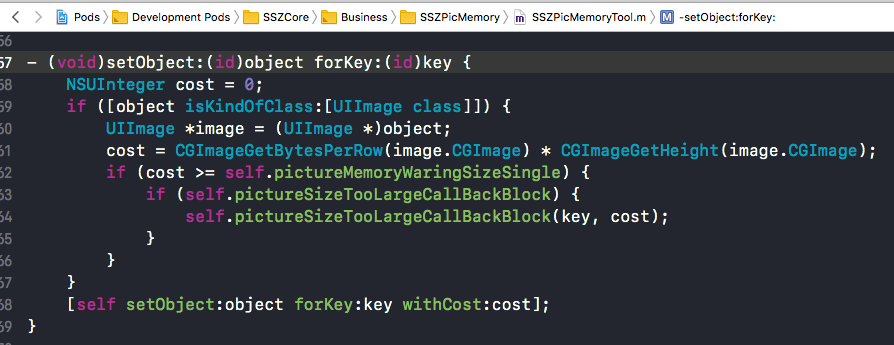 Pods Development Pods SSZCore Business SSZPicMemory SSZPicMemoryTool.m M -setObject:forKey:
56
57 - (void)setObject:(id)object forKey:(id)key {
58 NSUInteger cost = 0;
59 if ([object isKindOfClass:[UIImage class]]) {
60 UIImage *image = (UIImage *)object;
61 cost = CGImageGetBytesPerRow(image.CGImage) * CGImageGetHeight(image.CGImage);
62 if (cost >= self.pictureMemoryWaringSizeSingle) {
63 if (self.pictureSizeTooLargeCallBackBlock) {
64 self.pictureSizeTooLargeCallBackBlock(key, cost);
65 }
66 }
67 }
68 [self setObject:object forKey:key withCost:cost];
69 }